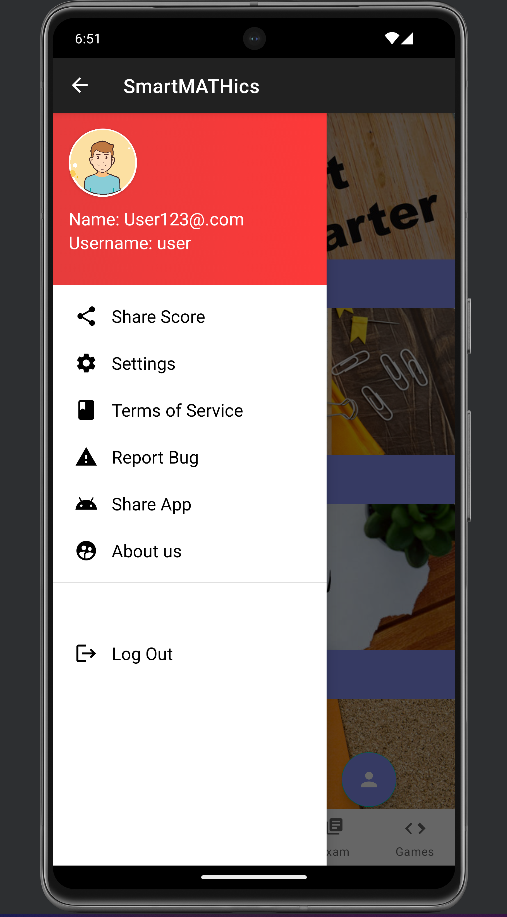 6:51
SmartMATHics
Name: User123@.com
Username: user
Share Score
Settings
Terms of Service
Report Bug
Share App
About us
Log Out
t
arter
xam
Games